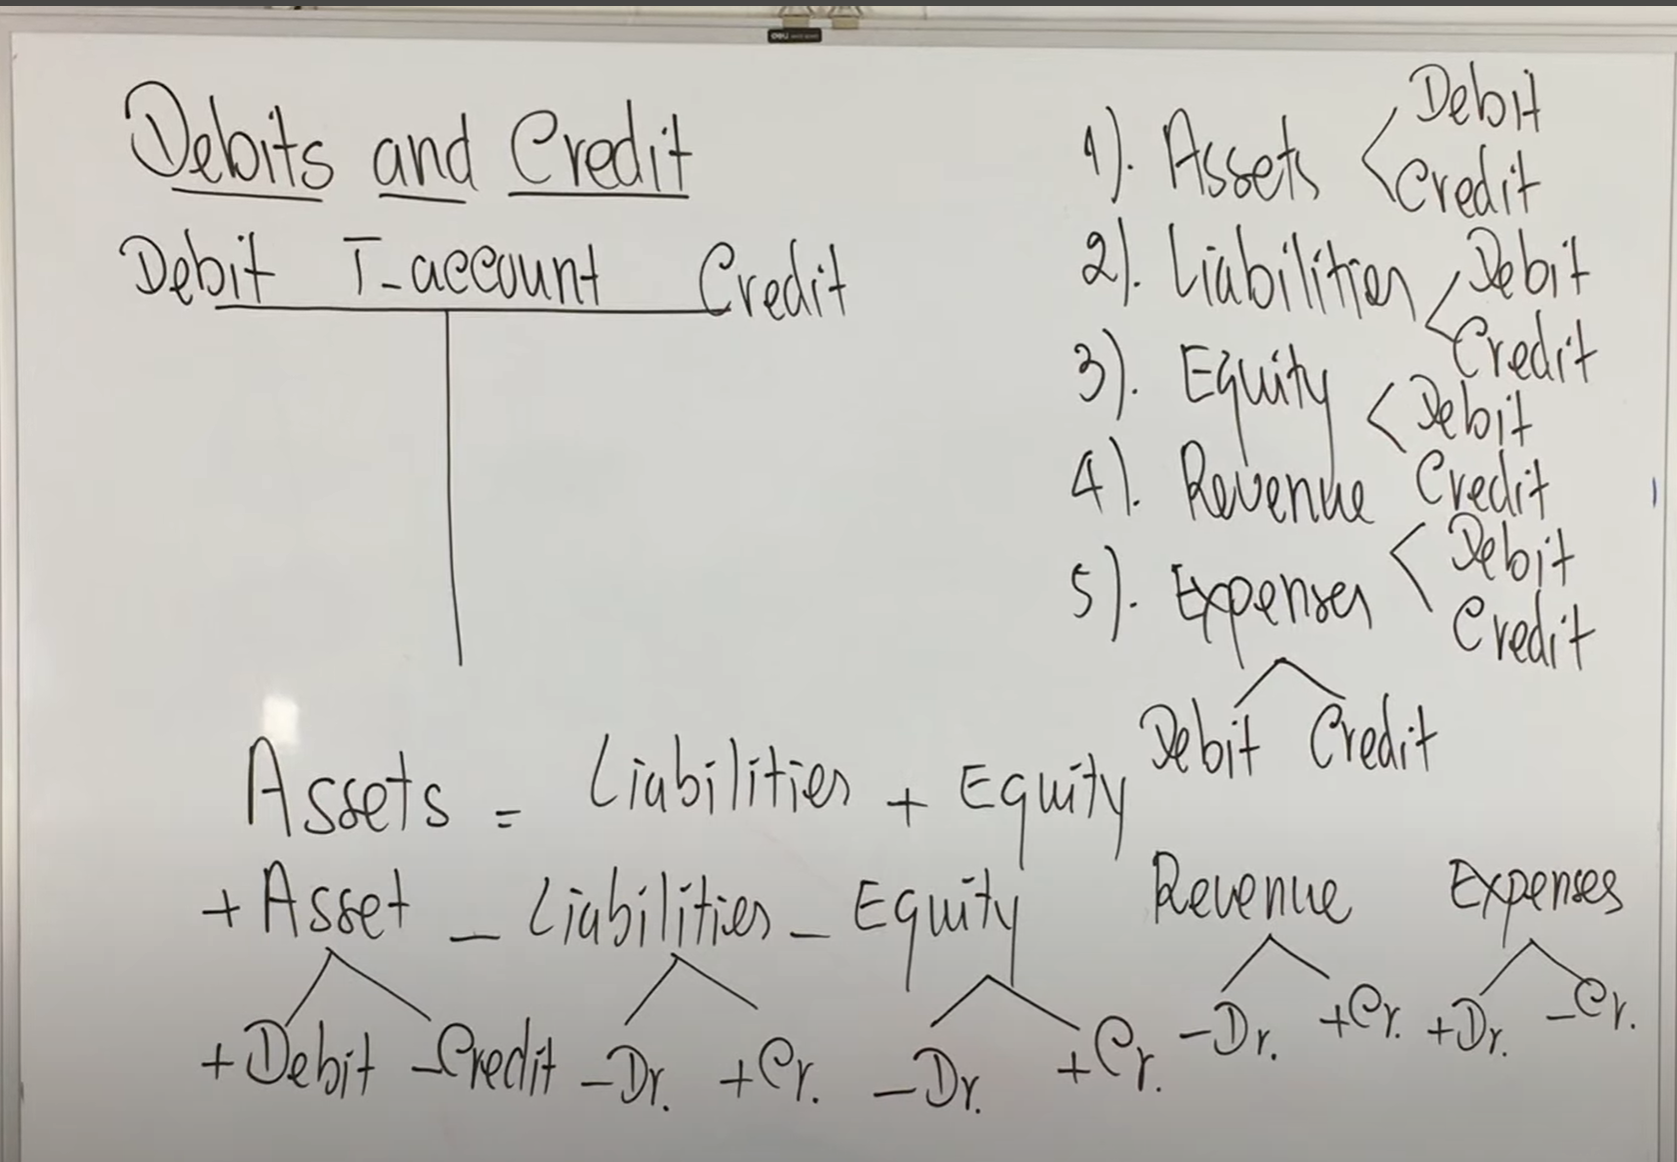 Debits and Credit
Debit T-account Credit
1). Assets Debit
Credit
2). Liabilities Debit
Credit
3). Equity Debit
Credit
4). Revenue
Debit
Credit
5). Expenses
Debit Credit
Assets = Liabilities + Equity
+ Asset - Liabilities - Equity Revenue Expenses
+ Debit - Credit - Dr. + Cr. - Dr. + Cr. - Dr. + Cr. + Dr. - Cr.
deli